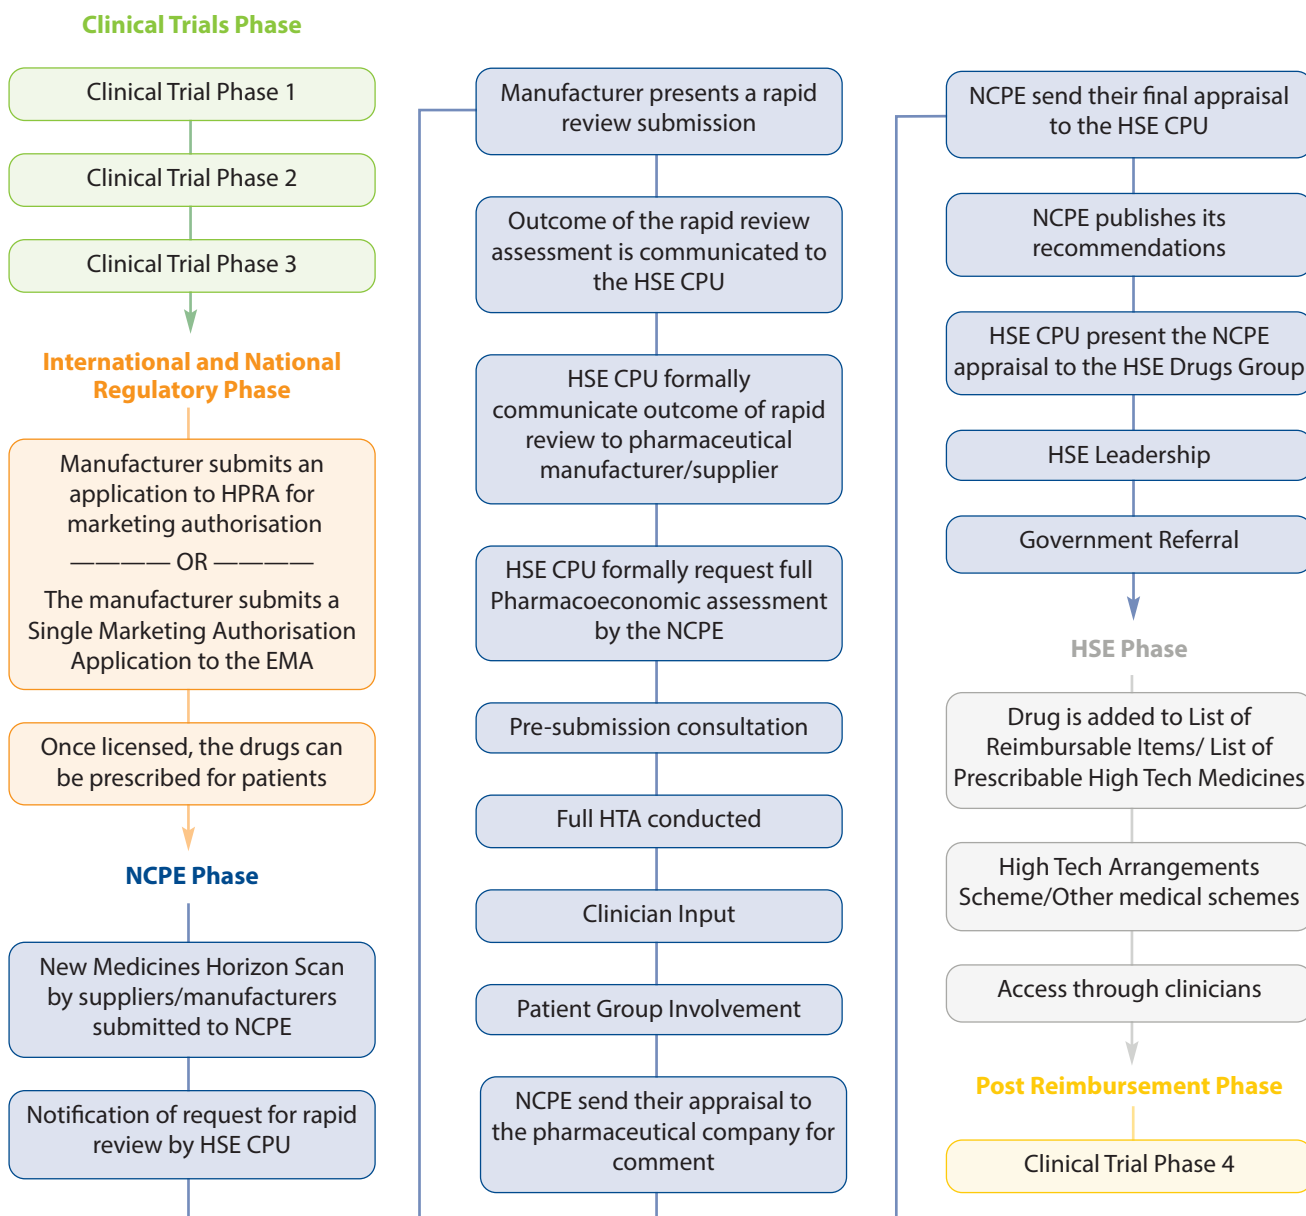 Clinical Trials Phase
Clinical Trial Phase 1
Clinical Trial Phase 2
Clinical Trial Phase 3
International and National
Regulatory Phase
Manufacturer submits an
application to HPRA for
marketing authorisation
———— OR ————
The manufacturer submits a
Single Marketing Authorisation
Application to the EMA
Once licensed, the drugs can
be prescribed for patients
NCPE Phase
New Medicines Horizon Scan
by suppliers/manufacturers
submitted to NCPE
Notification of request for rapid
review by HSE CPU
Manufacturer presents a rapid
review submission
Outcome of the rapid review
assessment is communicated to
the HSE CPU
HSE CPU formally
communicate outcome of rapid
review to pharmaceutical
manufacturer/supplier
HSE CPU formally request full
Pharmacoeconomic assessment
by the NCPE
Pre-submission consultation
Full HTA conducted
Clinician Input
Patient Group Involvement
NCPE send their appraisal to
the pharmaceutical company for
comment
NCPE send their final appraisal
to the HSE CPU
NCPE publishes its
recommendations
HSE CPU present the NCPE
appraisal to the HSE Drugs Group
HSE Leadership
Government Referral
HSE Phase
Drug is added to List of
Reimbursable Items/ List of
Prescribable High Tech Medicines
High Tech Arrangements
Scheme/Other medical schemes
Access through clinicians
Post Reimbursement Phase
Clinical Trial Phase 4